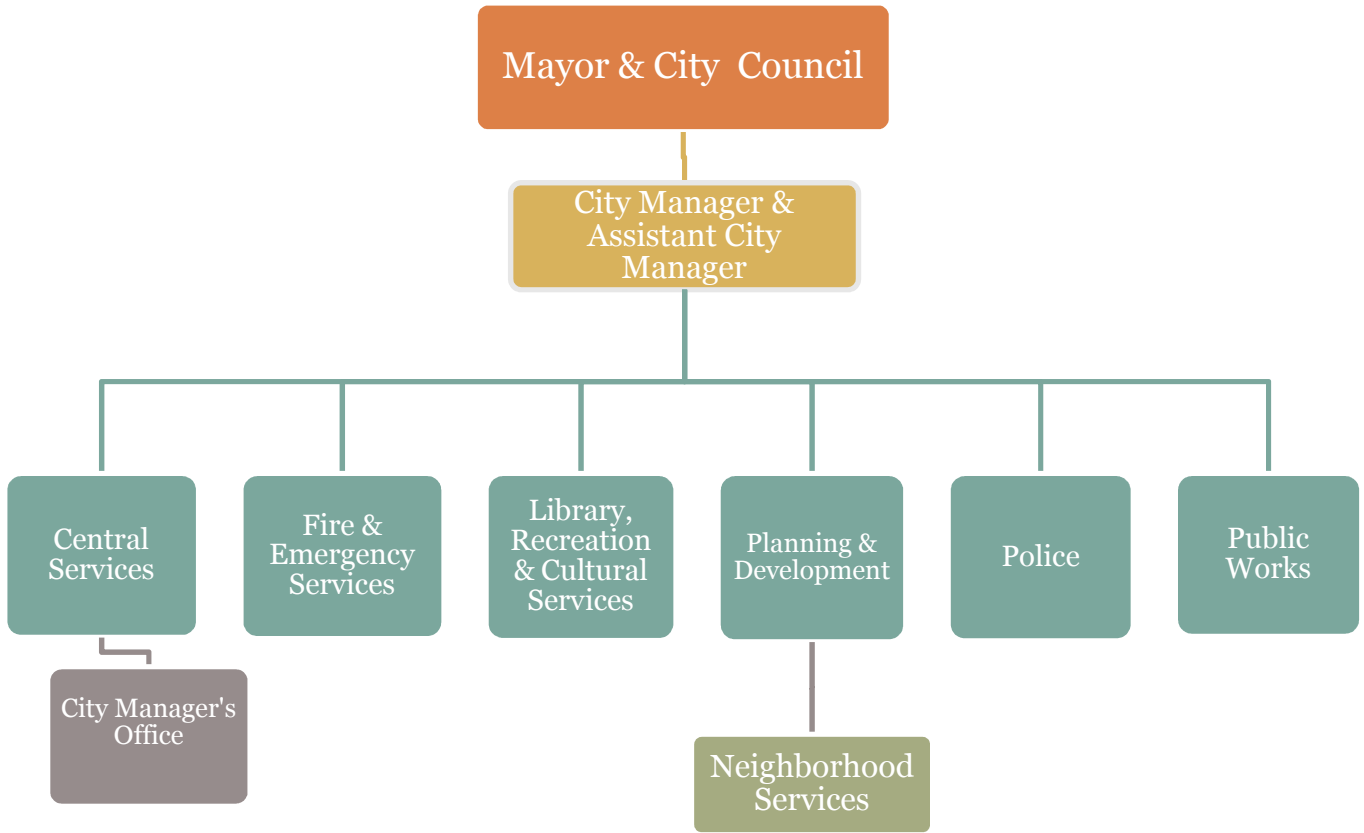 Mayor & City Council
City Manager &
Assistant City
Manager
Central
Services
Fire &
Emergency
Services
Library,
Recreation
& Cultural
Services
Planning &
Development
Police
Public
Works
City Manager's
Office
Neighborhood
Services